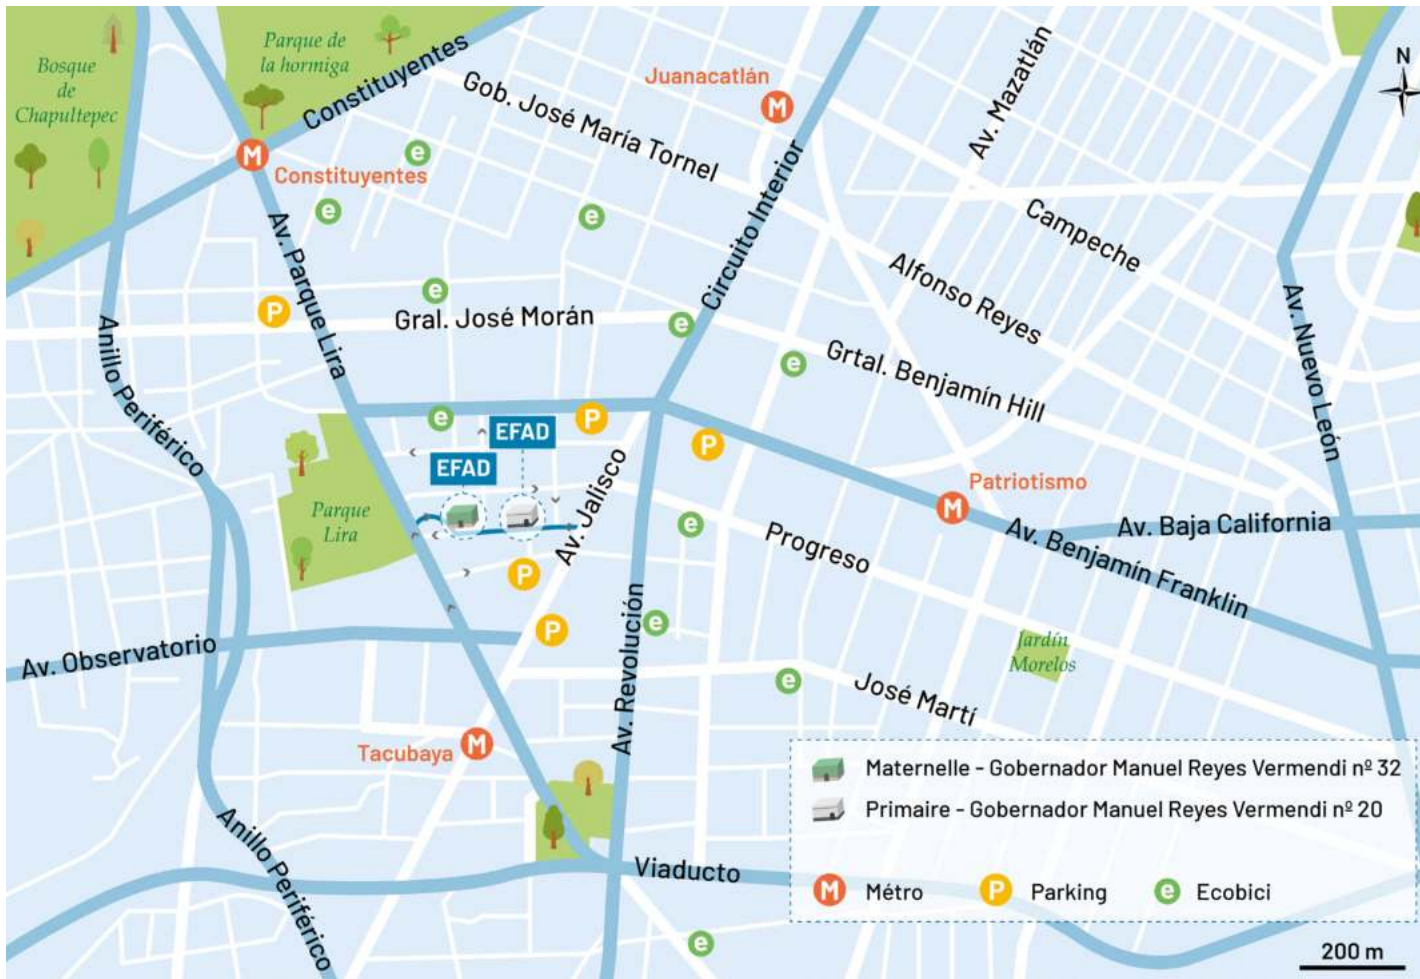 Bosque
de
Chapultepec
Parque de
la hormiga
Constituyentes
M
Constituyentes
Gob. José María Tornel
Juanacatlán
M
Circuito Interior
Av. Mazatlán
N
Campeche
Alfonso Reyes
Av. Nuevo León
e
e
e
e
P
Av. Parque Lira
Gral. José Morán
e
e
Grtal. Benjamín Hill
Anillo Periférico
e
P
P
EFAD
EFAD
Parque
Lira
Av. Jalisco
e
Progreso
Patriotismo
M
Av. Baja California
Av. Benjamín Franklin
P
P
e
Av. Revolución
Av. Observatorio
Jardín
Morelos
e
José Martí
Tacubaya
M
Anillo Periférico
Viaducto
e
Maternelle - Gobernador Manuel Reyes Vermendi nº 32
Primaire - Gobernador Manuel Reyes Vermendi nº 20
M Métro
P Parking
e Ecobici
200 m